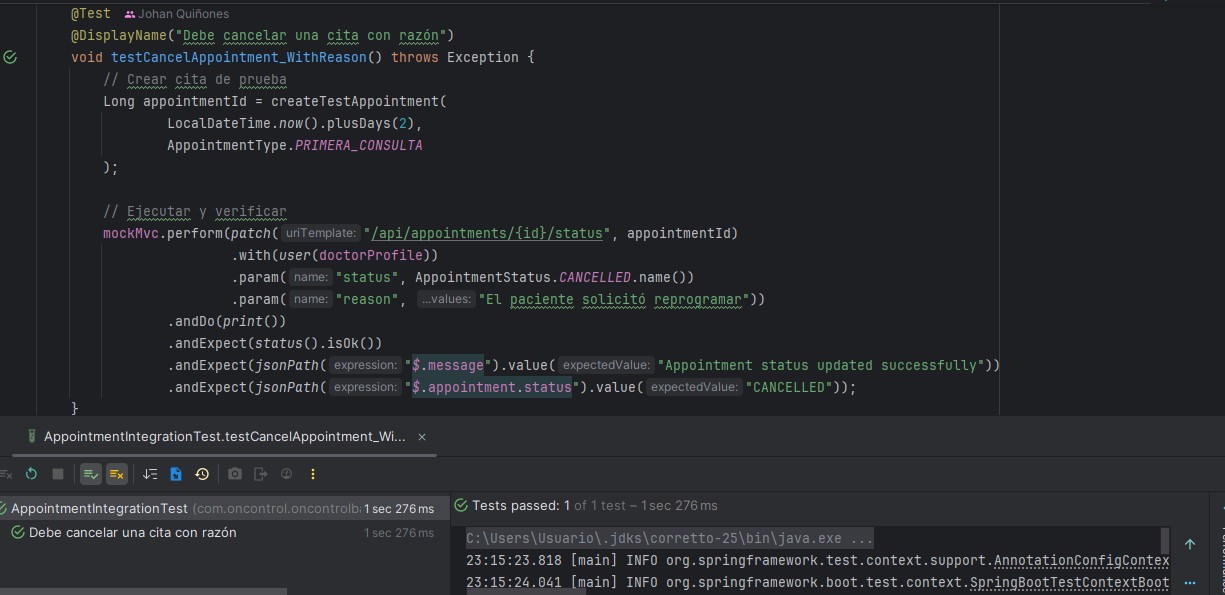 @Test Johan Quiñones
@DisplayName("Debe cancelar una cita con razón")
void testCancelAppointment_WithReason() throws Exception {
// Crear cita de prueba
Long appointmentId = createTestAppointment(
LocalDateTime.now().plusDays(2),
AppointmentType.PRIMERA_CONSULTA
);
// Ejecutar y verificar
mockMvc.perform(patch( uriTemplate: "/api/appointments/{id}/status", appointmentId)
.with(user(doctorProfile))
.param( name: "status", AppointmentStatus.CANCELLED.name())
.param( name: "reason", ...values: "El paciente solicitó reprogramar"))
.andDo(print())
.andExpect(status().isOk())
.andExpect(jsonPath( expression: "$.message").value( expectedValue: "Appointment status updated successfully"))
.andExpect(jsonPath( expression: "$.appointment.status").value( expectedValue: "CANCELLED"));
}
AppointmentIntegrationTest.testCancelAppointment_Wi...
AppointmentIntegrationTest (com.oncontrol.oncontrolba 1 sec 276 ms
Debe cancelar una cita con razón 1 sec 276 ms
Tests passed: 1 of 1 test – 1 sec 276 ms
C:\Users\Usuario\.jdks\corretto-25\bin\java.exe ...
23:15:23.818 [main] INFO org.springframework.test.context.support.AnnotationConfigContex
23:15:24.041 [main] INFO org.springframework.boot.test.context.SpringBootTestContextBoot